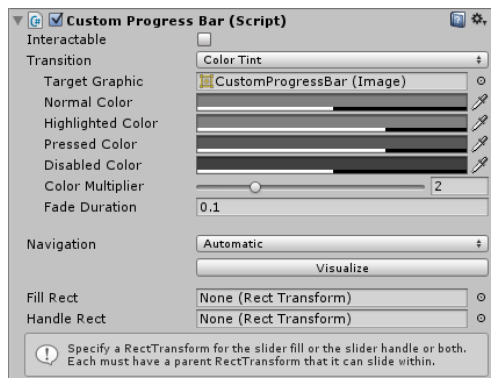 Custom Progress Bar (Script)
Interactable
Transition Color Tint
Target Graphic CustomProgressBar (Image)
Normal Color
Highlighted Color
Pressed Color
Disabled Color
Color Multiplier 2
Fade Duration 0.1
Navigation Automatic
Visualize
Fill Rect None (Rect Transform)
Handle Rect None (Rect Transform)
Specify a RectTransform for the slider fill or the slider handle or both.
Each must have a parent RectTransform that it can slide within.